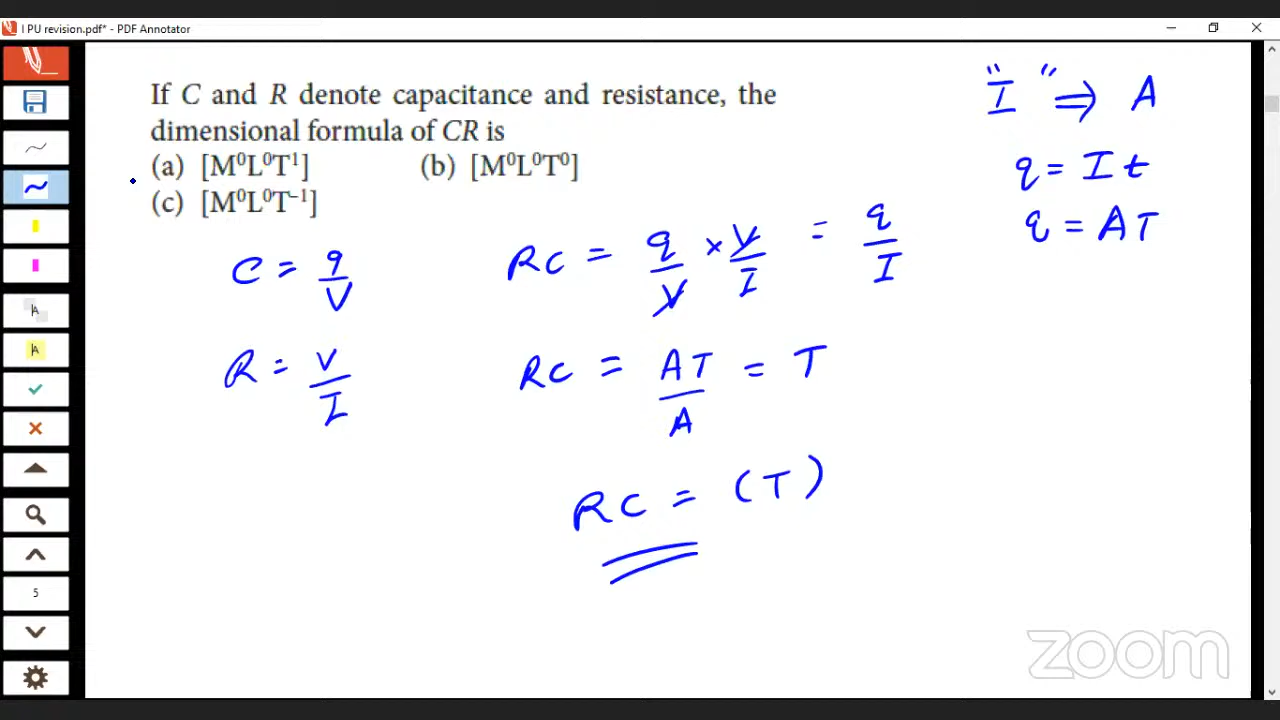 I PU revision.pdf* - PDF Annotator
If C and R denote capacitance and resistance, the
dimensional formula of CR is
(a) [M⁰L⁰T¹] (b) [M⁰L⁰T⁰]
(c) [M⁰L⁰T⁻¹]
"I" ⇒ A
q = It
q = AT
C = q/V
RC = q/V × V/I = q/I
R = V/I
RC = AT/A = T
RC = (T)
A
A
5
zoom